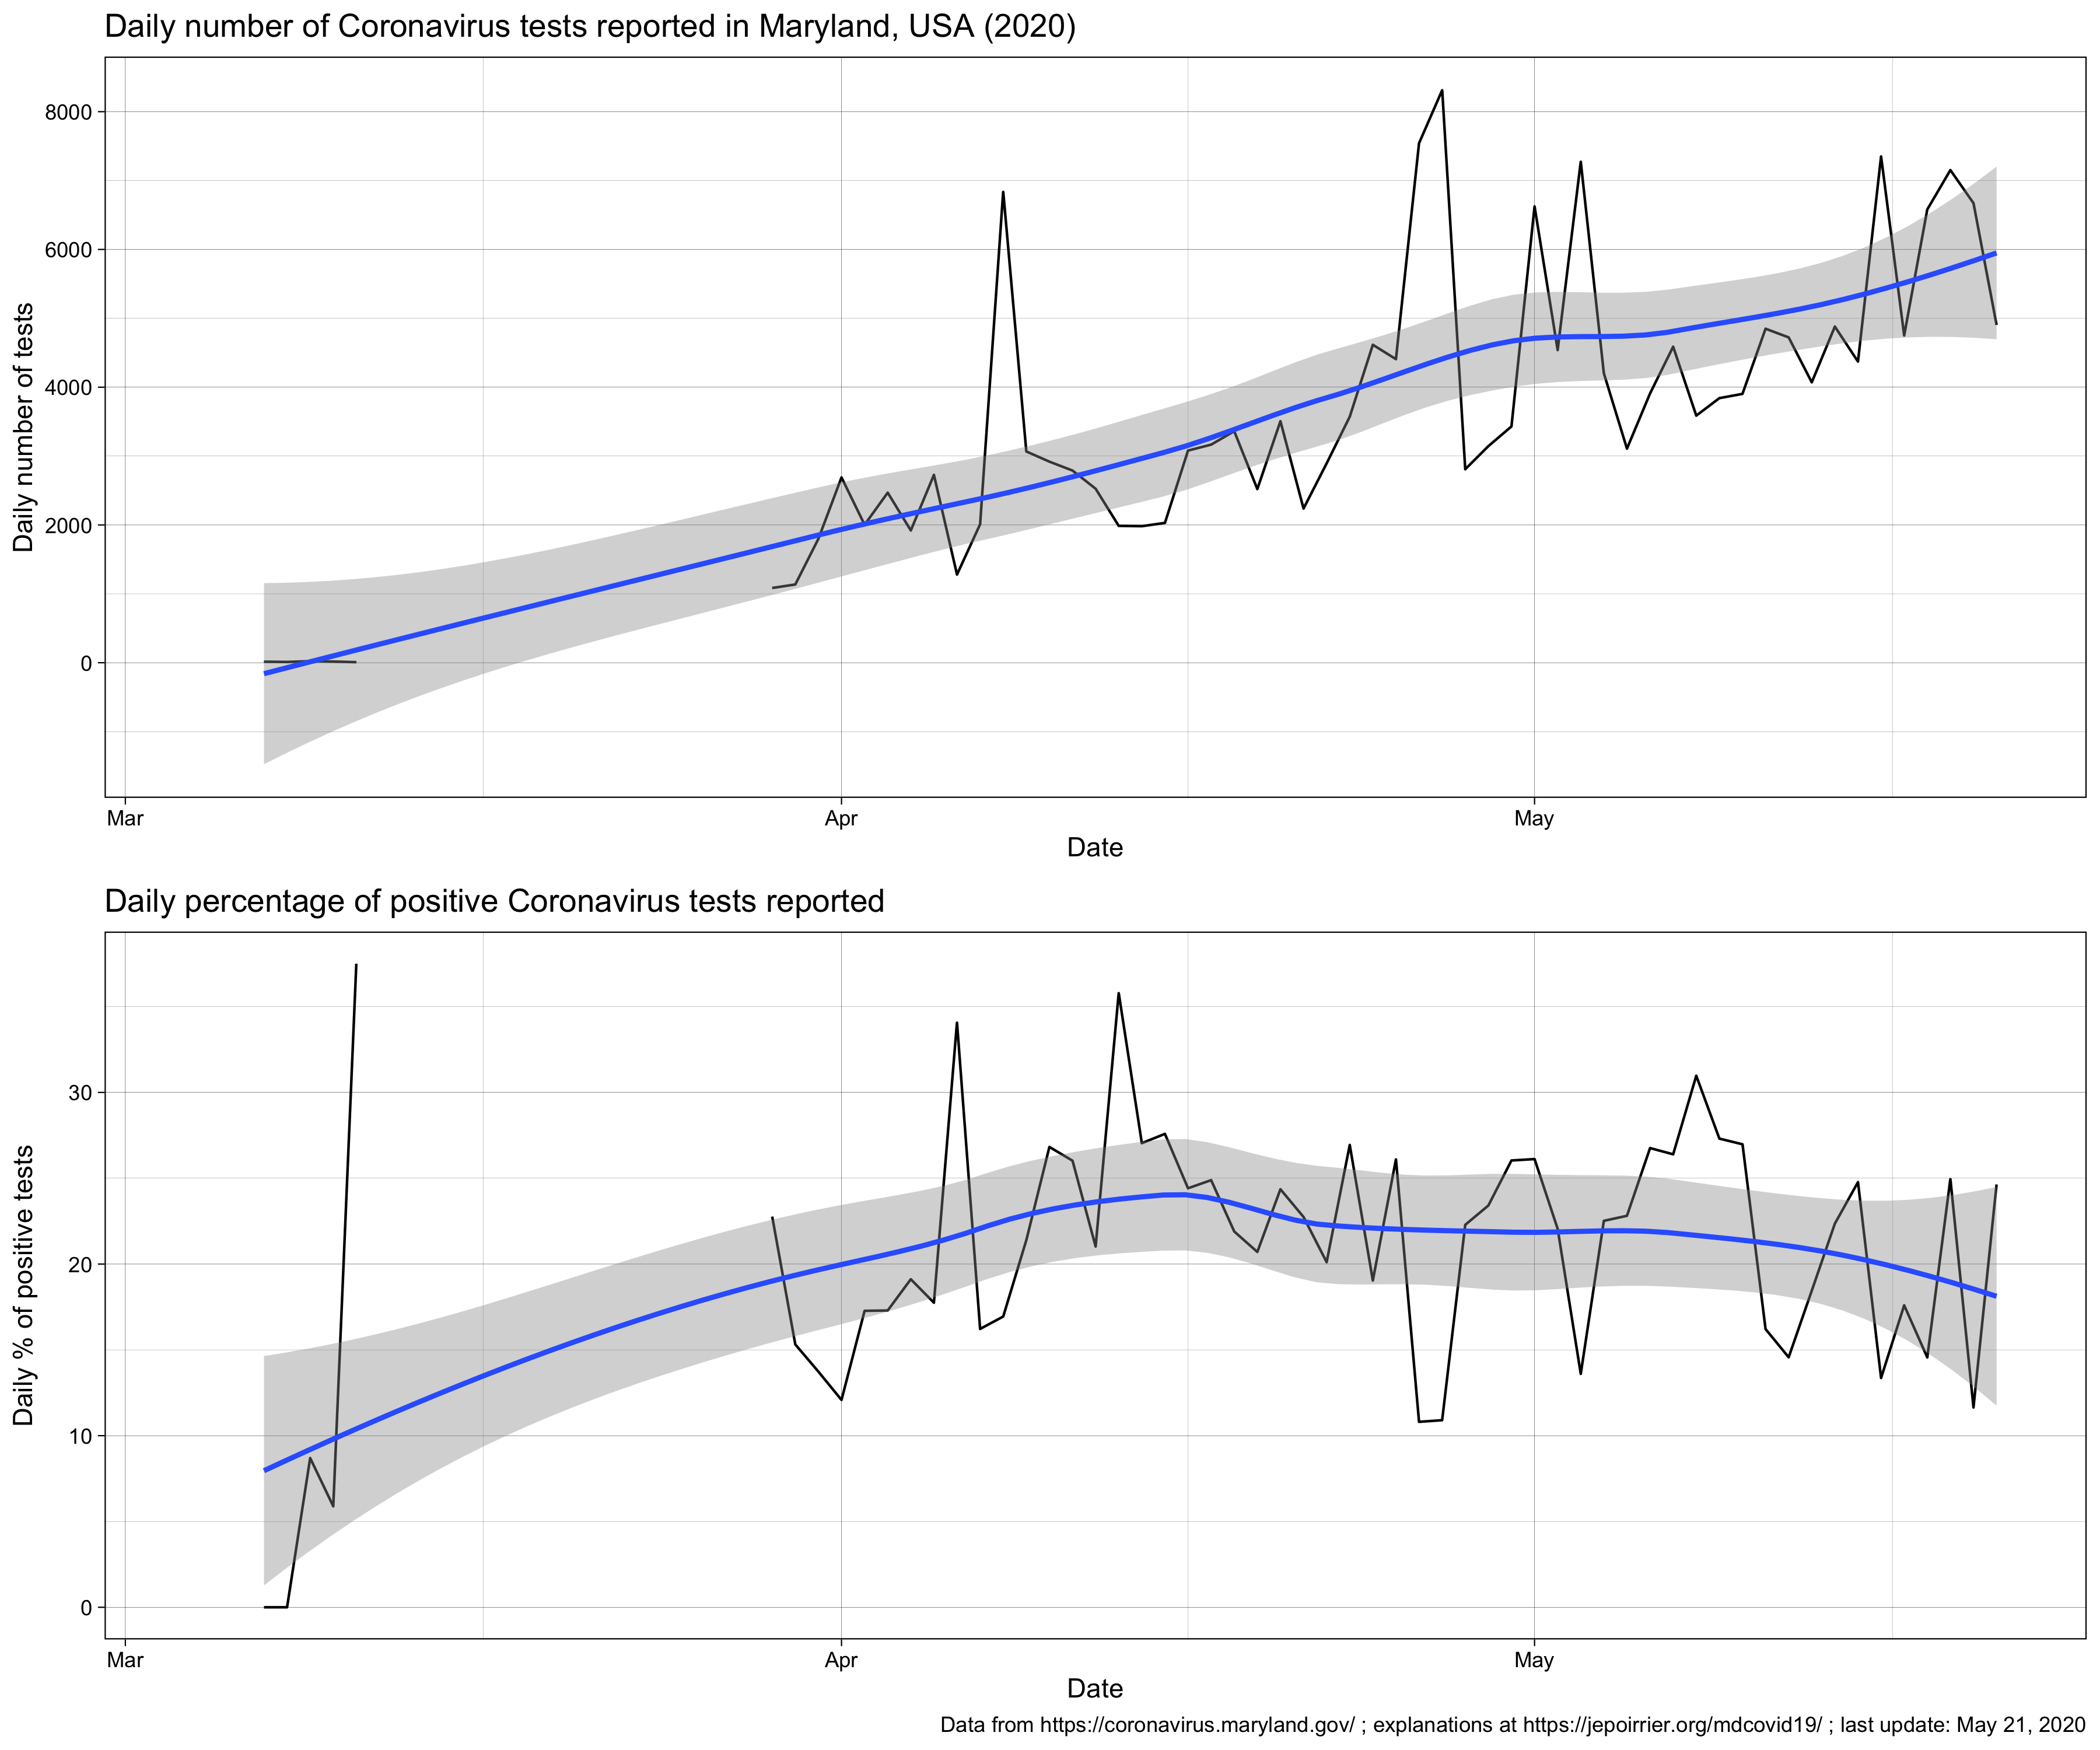 Daily number of Coronavirus tests reported in Maryland, USA (2020)
8000
6000
4000
2000
0
Daily number of tests
Mar Apr May
Date
Daily percentage of positive Coronavirus tests reported
30
20
10
0
Daily % of positive tests
Mar Apr May
Date
Data from https://coronavirus.maryland.gov/ ; explanations at https://jepoirrier.org/mdcovid19/ ; last update: May 21, 2020